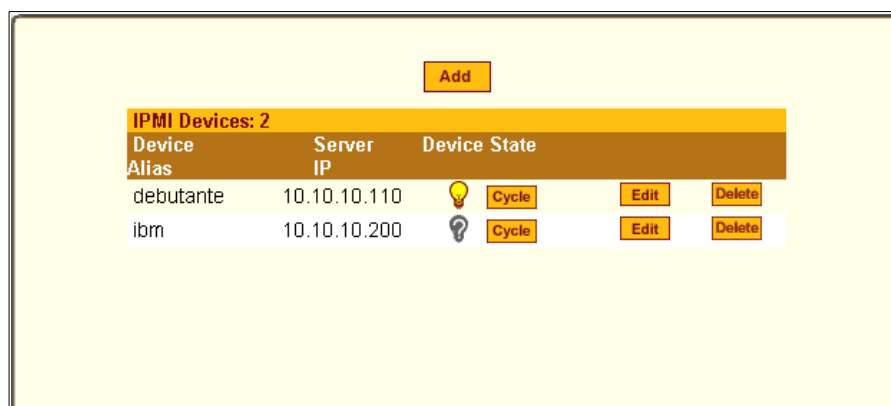 Add
IPMI Devices: 2
Device Alias Server IP Device State
debutante 10.10.10.110 Cycle Edit Delete
ibm 10.10.10.200 Cycle Edit Delete